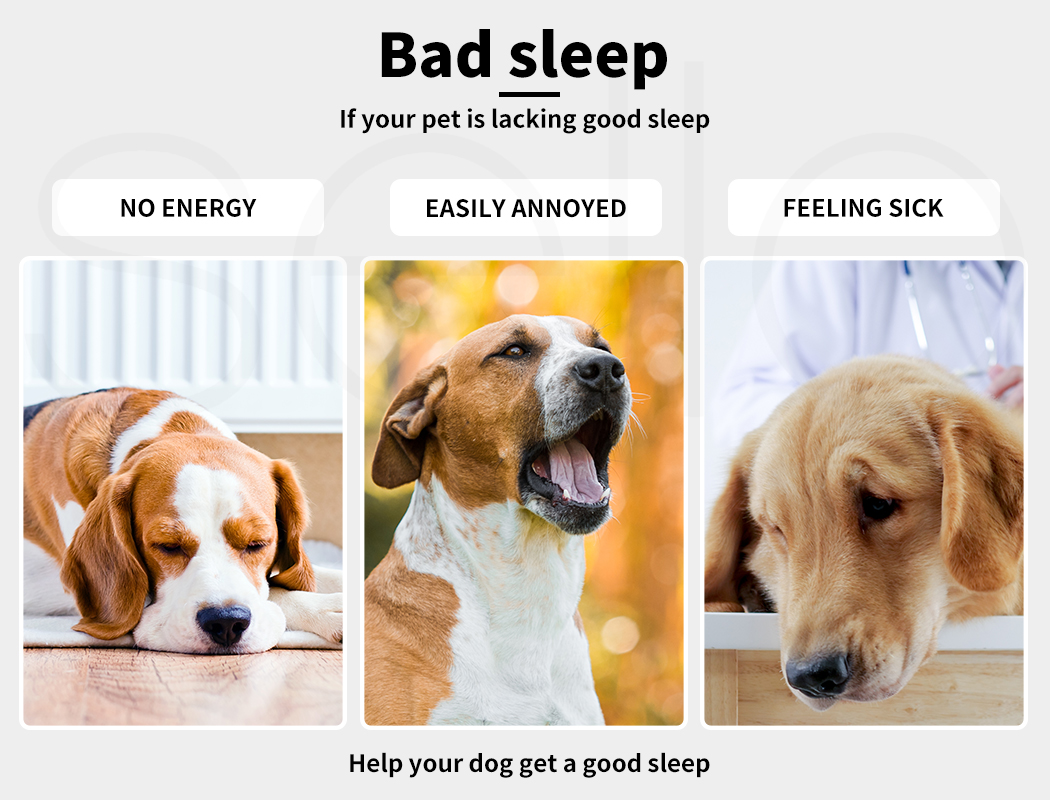 Bad sleep
If your pet is lacking good sleep
NO ENERGY
EASILY ANNOYED
FEELING SICK
Help your dog get a good sleep